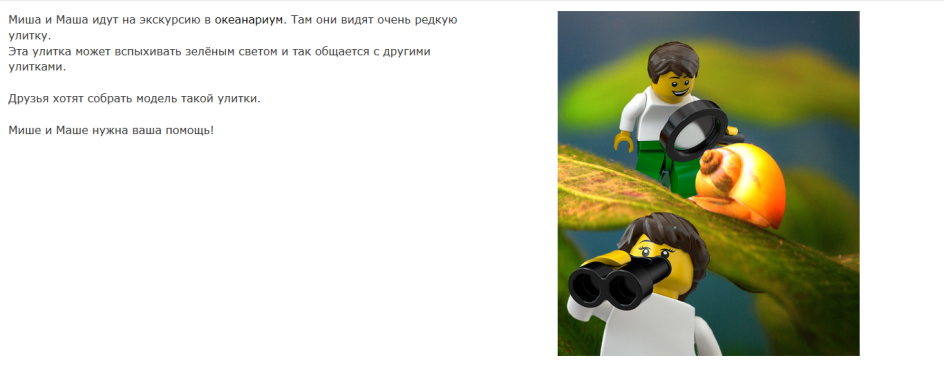 Миша и Маша идут на экскурсию в океанариум. Там они видят очень редкую
улитку.
Эта улитка может вспыхивать зелёным светом и так общается с другими
улитками.
Друзья хотят собрать модель такой улитки.
Мише и Маше нужна ваша помощь!